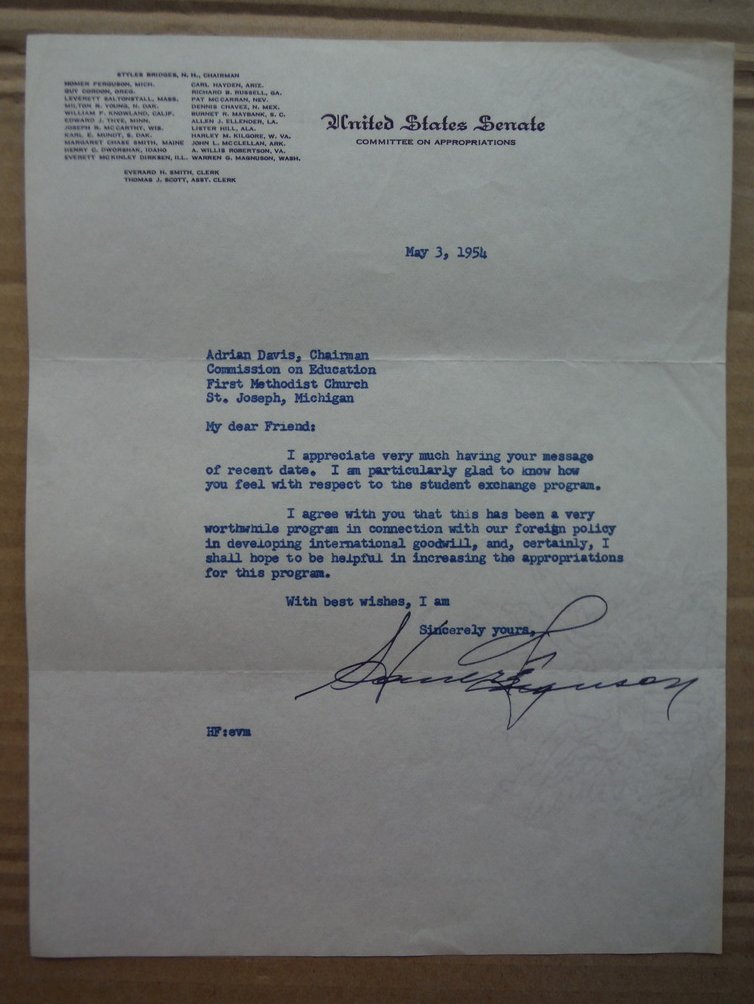 STYLES BRIDGES, N. H., CHAIRMAN
HOMER FERGUSON, MICH. CARL HAYDEN, ARIZ.
GUY CORDON, OREG. RICHARD B. RUSSELL, GA.
LEVERETT SALTONSTALL, MASS. PAT MC CARRAN, NEV.
MILTON R. YOUNG, N. DAK. DENNIS CHAVEZ, N. MEX.
WILLIAM F. KNOWLAND, CALIF. BURNET R. MAYBANK, S. C.
EDWARD J. THYE, MINN. ALLEN J. ELLENDER, LA.
JOSEPH R. MC CARTHY, WIS. LISTER HILL, ALA.
KARL E. MUNDT, S. DAK. HARLEY M. KILGORE, W. VA.
MARGARET CHASE SMITH, MAINE JOHN L. MC CLELLAN, ARK.
HENRY C. DWORSHAK, IDAHO A. WILLIS ROBERTSON, VA.
EVERETT MC KINLEY DIRKSEN, ILL. WARREN G. MAGNUSON, WASH.
EVERARD H. SMITH, CLERK
THOMAS J. SCOTT, ASST. CLERK
United States Senate
COMMITTEE ON APPROPRIATIONS
May 3, 1954
Adrian Davis, Chairman
Commission on Education
First Methodist Church
St. Joseph, Michigan
My dear Friend:
I appreciate very much having your message
of recent date. I am particularly glad to know how
you feel with respect to the student exchange program.
I agree with you that this has been a very
worthwhile program in connection with our foreign policy
in developing international goodwill, and, certainly, I
shall hope to be helpful in increasing the appropriations
for this program.
With best wishes, I am
Sincerely yours,
Homer Ferguson
HF:evm